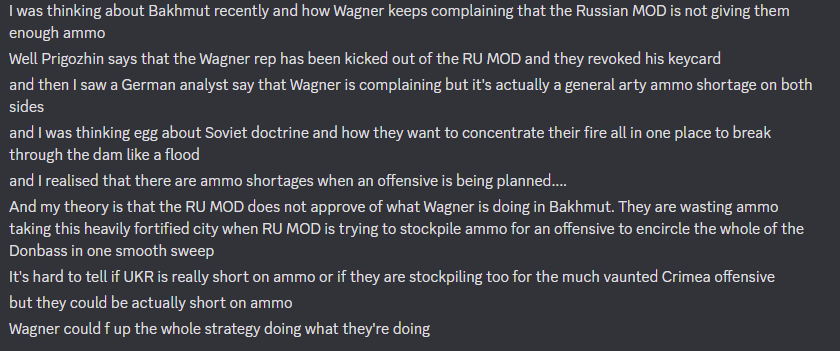 I was thinking about Bakhmut recently and how Wagner keeps complaining that the Russian MOD is not giving them
enough ammo
Well Prigozhin says that the Wagner rep has been kicked out of the RU MOD and they revoked his keycard
and then I saw a German analyst say that Wagner is complaining but it's actually a general arty ammo shortage on both
sides
and I was thinking egg about Soviet doctrine and how they want to concentrate their fire all in one place to break
through the dam like a flood
and I realised that there are ammo shortages when an offensive is being planned....
And my theory is that the RU MOD does not approve of what Wagner is doing in Bakhmut. They are wasting ammo
taking this heavily fortified city when RU MOD is trying to stockpile ammo for an offensive to encircle the whole of the
Donbass in one smooth sweep
It's hard to tell if UKR is really short on ammo or if they are stockpiling too for the much vaunted Crimea offensive
but they could be actually short on ammo
Wagner could f up the whole strategy doing what they're doing